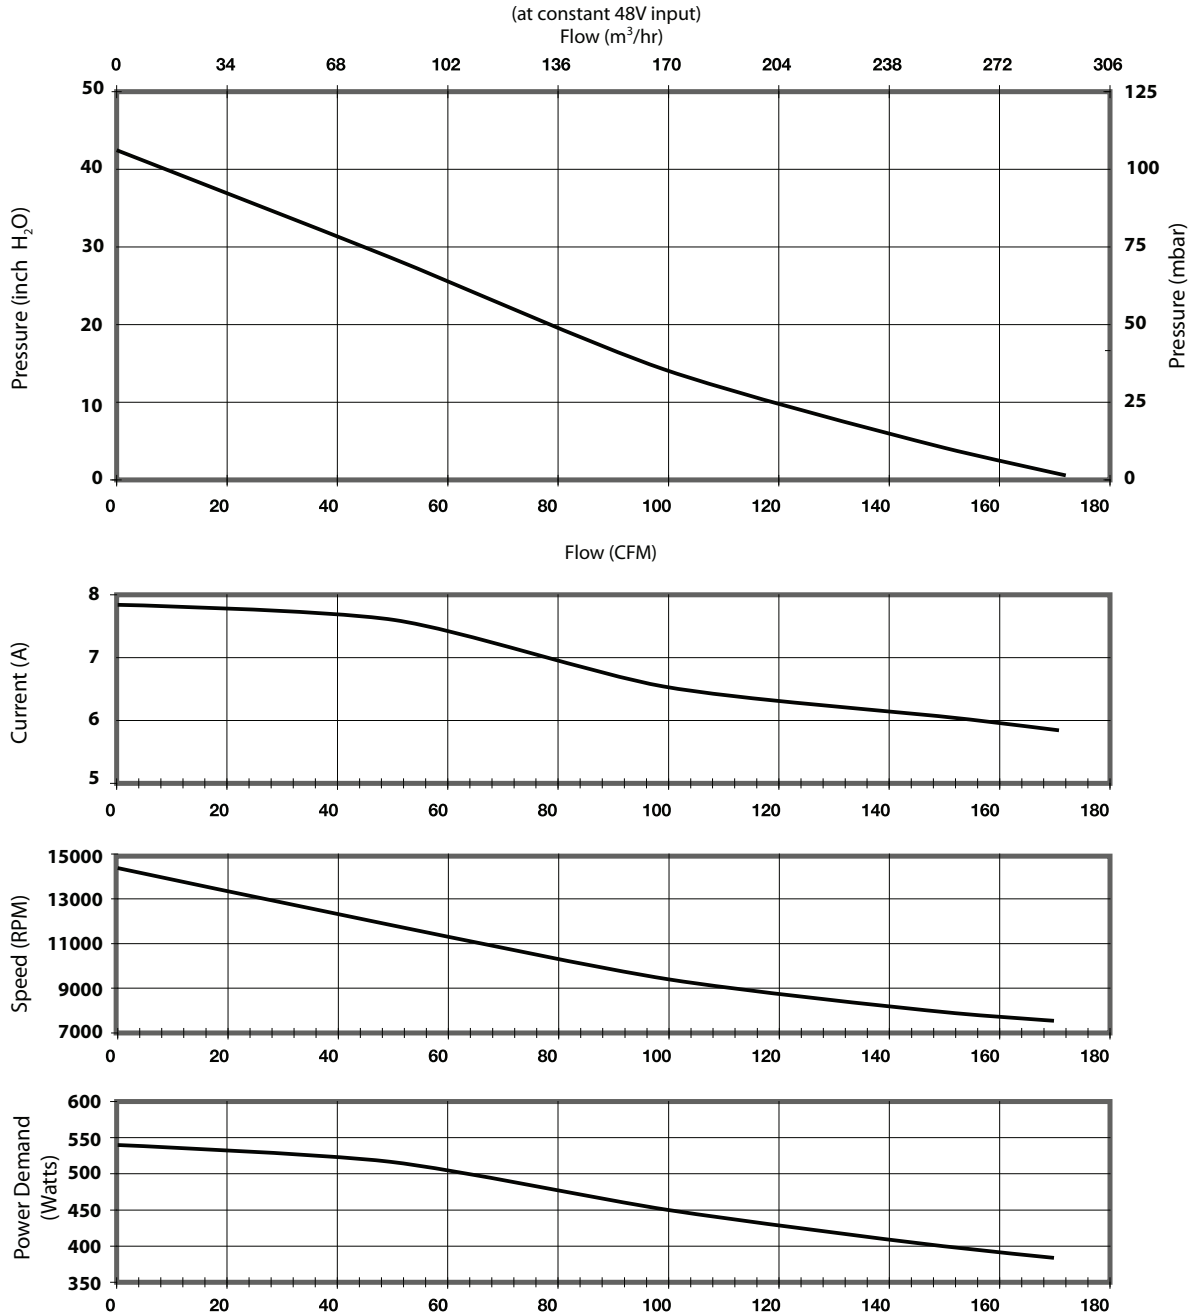 (at constant 48V input)
Flow (m³/hr)
0 34 68 102 136 170 204 238 272 306
50 125
40 100
30 75
20 50
10 25
0 0
Pressure (inch H₂O)
Pressure (mbar)
0 20 40 60 80 100 120 140 160 180
Flow (CFM)
8
7
6
5
Current (A)
0 20 40 60 80 100 120 140 160 180
15000
13000
11000
9000
7000
Speed (RPM)
0 20 40 60 80 100 120 140 160 180
600
550
500
450
400
350
Power Demand
(Watts)
0 20 40 60 80 100 120 140 160 180